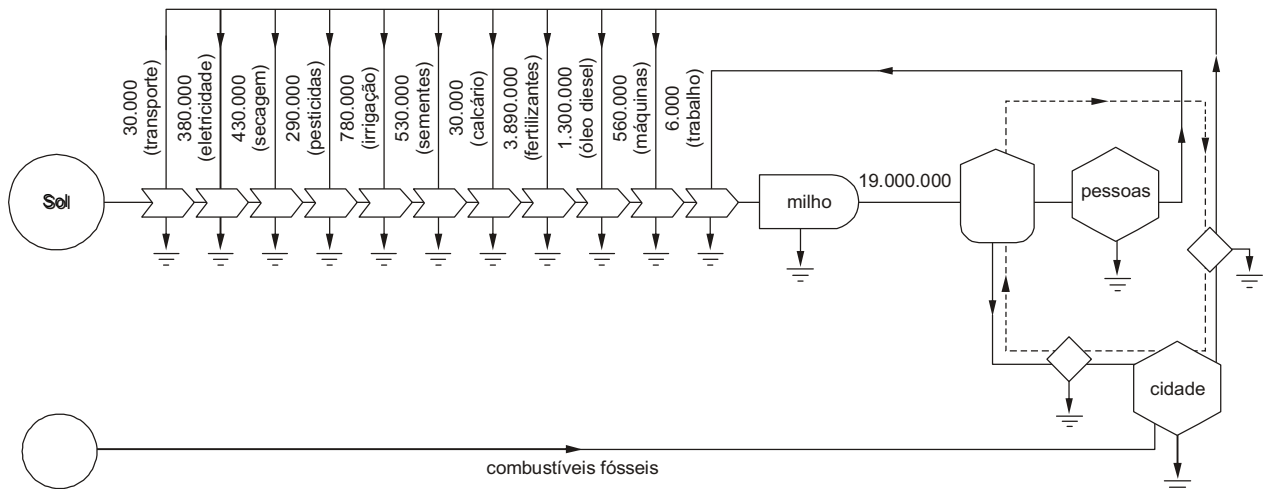 30.000
(transporte)
380.000
(eletricidade)
430.000
(secagem)
290.000
(pesticidas)
780.000
(irrigação)
530.000
(sementes)
30.000
(calcário)
3.890.000
(fertilizantes)
1.300.000
(óleo diesel)
560.000
(máquinas)
6.000
(trabalho)
Sol
milho
19.000.000
pessoas
cidade
combustíveis fósseis